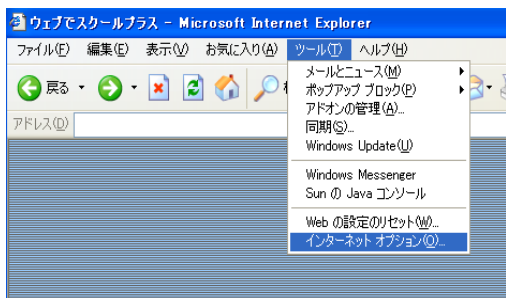 ウェブでスクールプラス - Microsoft Internet Explorer
ファイル(F) 編集(E) 表示(V) お気に入り(A) ツール(T) ヘルプ(H)
戻る
アドレス(D)
メールとニュース(M)
ポップアップ ブロック(P)
アドオンの管理(A)...
同期(S)...
Windows Update(U)
Windows Messenger
Sun の Java コンソール
Web の設定のリセット(W)...
インターネット オプション(O)...